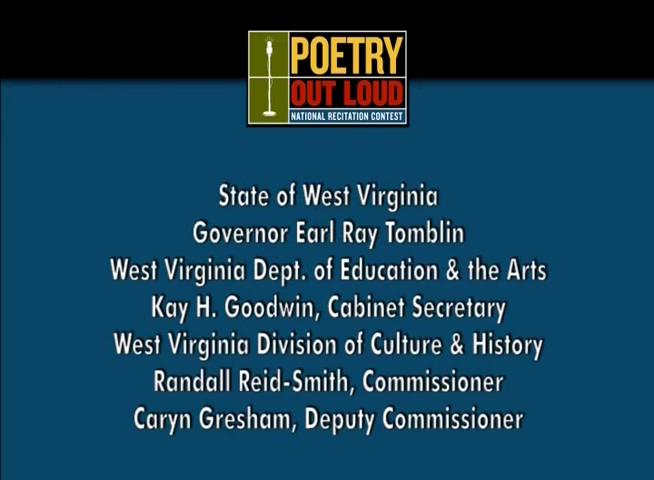 POETRY
OUT LOUD
NATIONAL RECITATION CONTEST
State of West Virginia
Governor Earl Ray Tomblin
West Virginia Dept. of Education & the Arts
Kay H. Goodwin, Cabinet Secretary
West Virginia Division of Culture & History
Randall Reid-Smith, Commissioner
Caryn Gresham, Deputy Commissioner